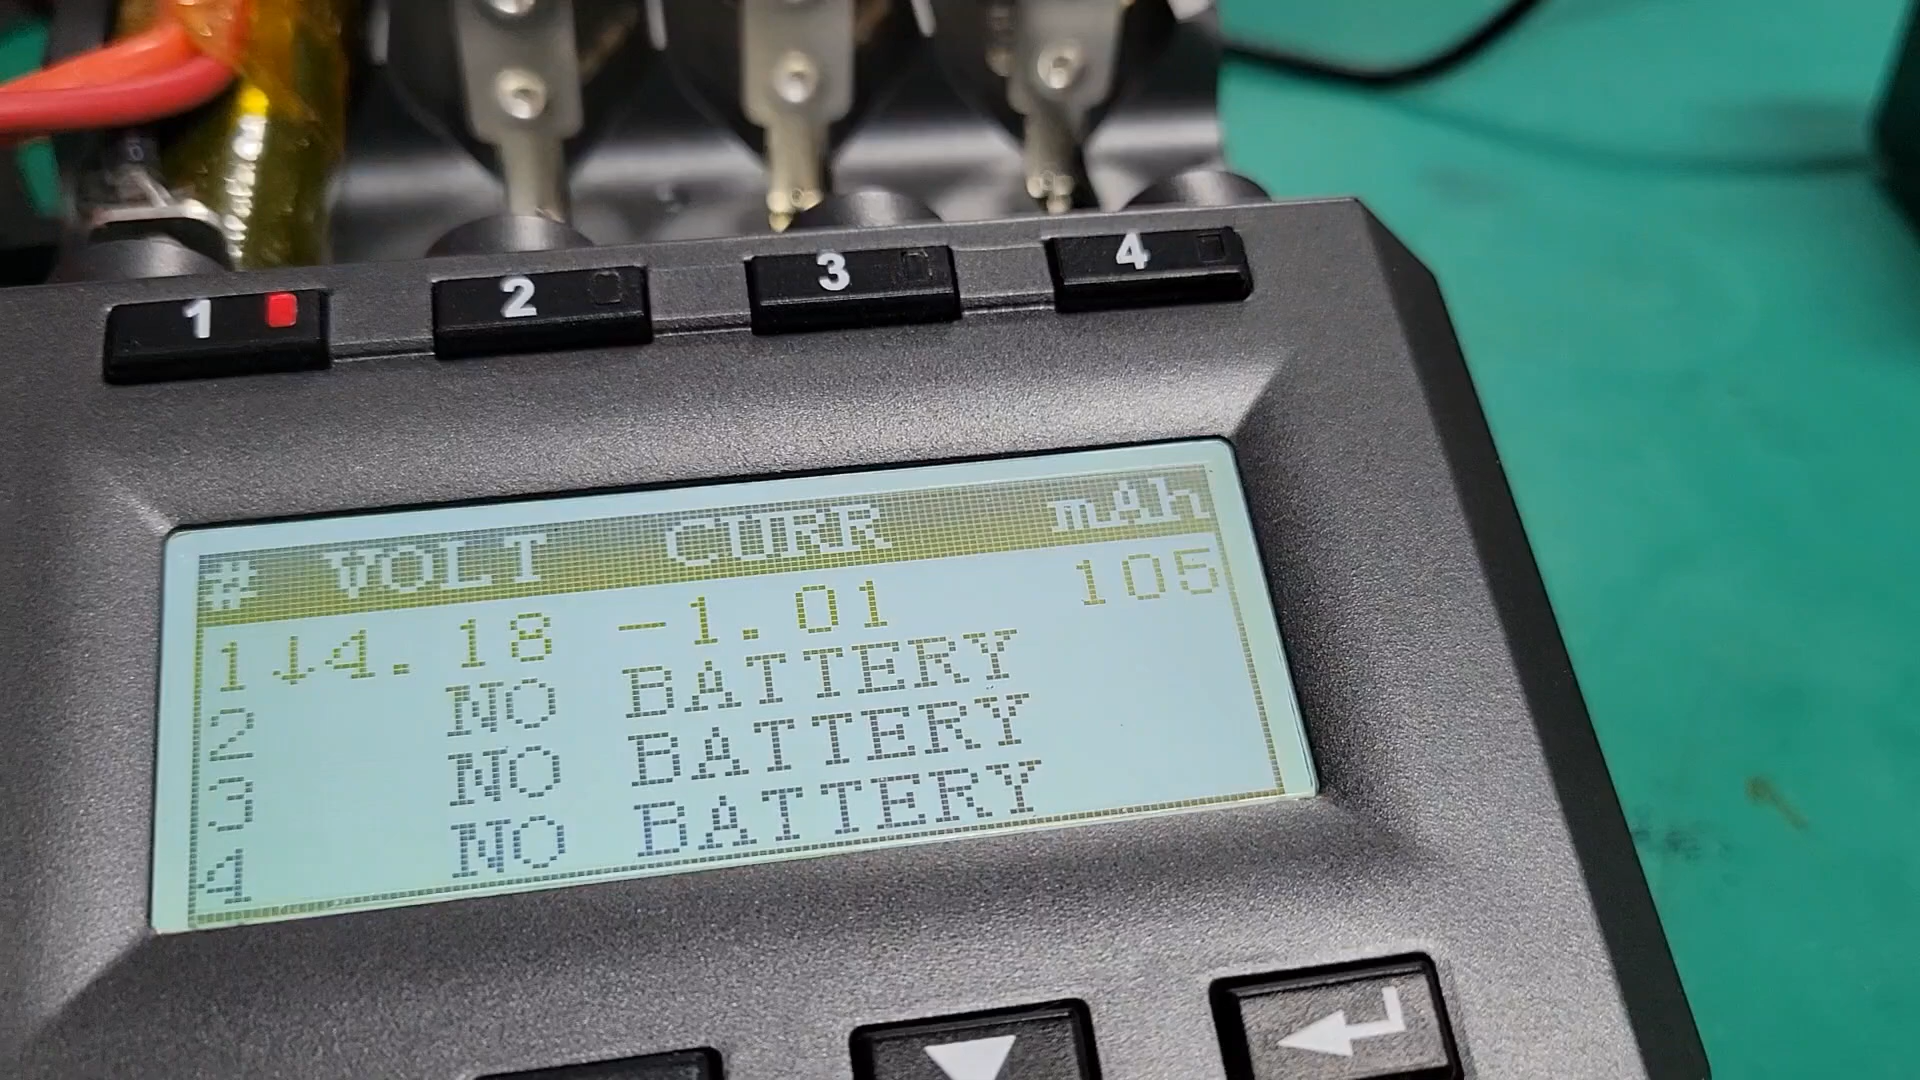 1 2 3 4
# VOLT CURR mAh
1↓4.18 -1.01 105
2 NO BATTERY
3 NO BATTERY
4 NO BATTERY